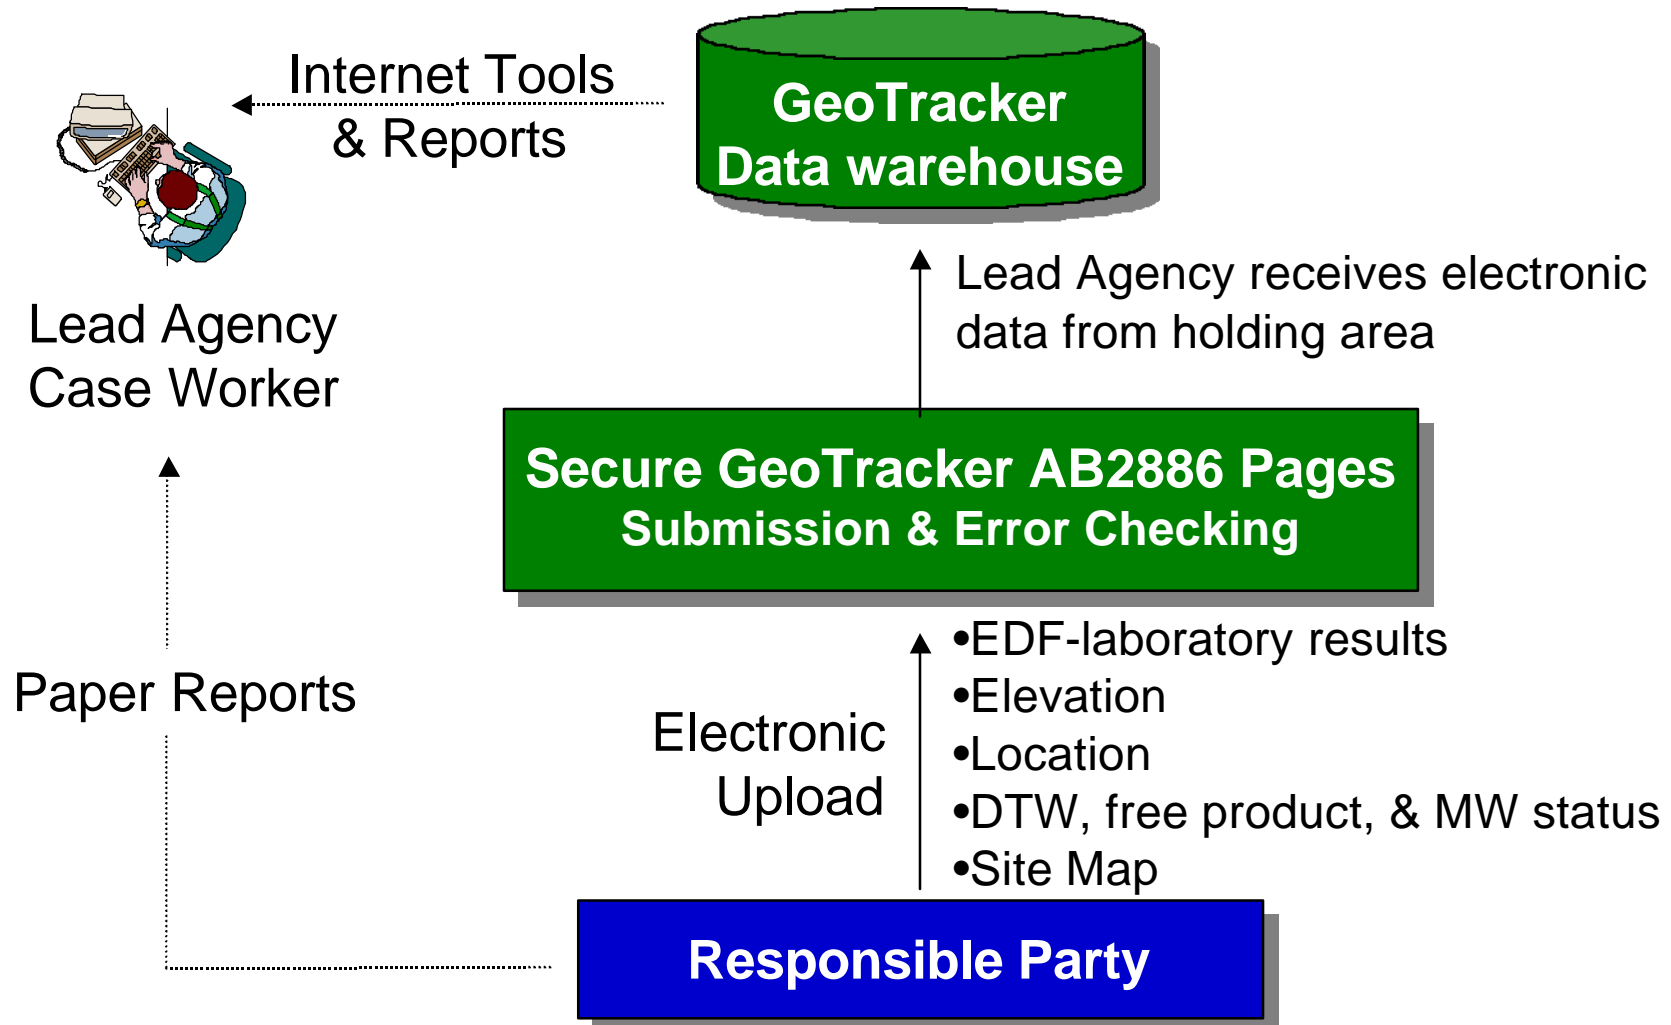 Internet Tools
& Reports
GeoTracker
Data warehouse
Lead Agency receives electronic
data from holding area
Lead Agency
Case Worker
Secure GeoTracker AB2886 Pages
Submission & Error Checking
Paper Reports
Electronic
Upload
•EDF-laboratory results
•Elevation
•Location
•DTW, free product, & MW status
•Site Map
Responsible Party